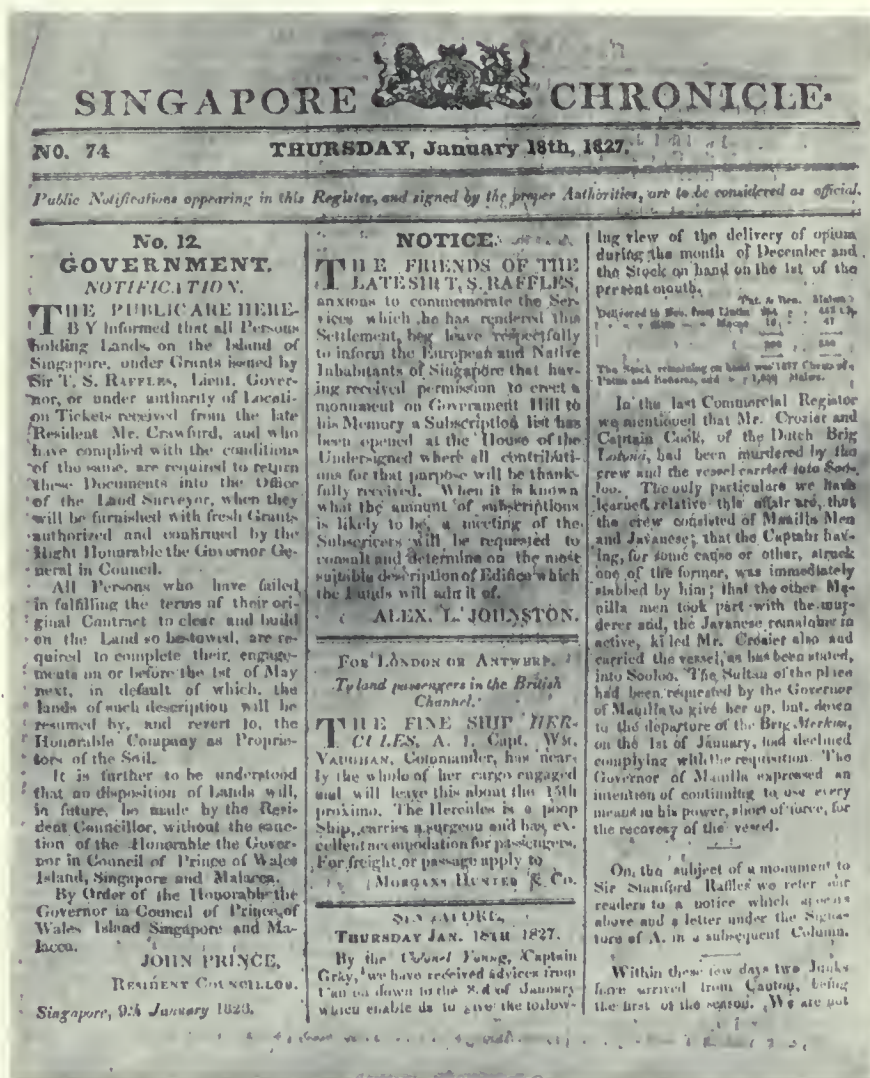 SINGAPORE CHRONICLE.
NO. 74 THURSDAY, January 18th, 1827.
Public Notifications appearing in this Register, and signed by the proper Authorities, are to be considered as official.
No. 12.
GOVERNMENT.
NOTIFICATION.
THE PUBLIC ARE HERE-
BY Informed that all Persons
holding Lands, on the Island of
Singapore, under Grants issued by
Sir T. S. RAFFLES, Lieut. Gover-
nor, or under authority of Locati-
on Tickets received from the late
Resident Mr. Crawfurd, and who
have complied with the conditions
of the same, are required to return
these Documents into the Office
of the Land Surveyor, when they
will be furnished with fresh Grants
authorized and confirmed by the
Right Honorable the Governor Ge-
neral in Council.
All Persons who have failed
in fulfilling the terms of their ori-
ginal Contract to clear and build
on the Land so bestowed, are re-
quired to complete their engage-
ments on or before the 1st of May
next, in default of which, the
lands of such description will be
resumed by, and revert to, the
Honorable Company as Proprie-
tors of the Soil.
It is further to be understood
that no disposition of Lands will,
in future, be made by the Resi-
dent Councillor, without the sanc-
tion of the Honorable the Gover-
nor in Council of Prince of Wales
Island, Singapore and Malacca.
By Order of the Honorable the
Governor in Council of Prince of
Wales Island Singapore and Ma-
lacca.
JOHN PRINCE,
RESIDENT COUNCILLOR.
Singapore, 9th January 1826.
NOTICE.
THE FRIENDS OF THE
LATE SIR T. S. RAFFLES,
anxious to commemorate the Ser-
vices which he has rendered this
Settlement, beg leave respectfully
to inform the European and Native
Inhabitants of Singapore that hav-
ing received permission to erect a
monument on Government Hill to
his Memory a Subscription list has
been opened at the House of the
Undersigned where all contributi-
ons for that purpose will be thank-
fully received. When it is known
what the amount of subscriptions
is likely to be, a meeting of the
Subscricers will be requested to
consult and determine on the most
suitible description of Edifice which
the Funds will admit of.
ALEX. L. JOHNSTON.
FOR LONDON OR ANTWERP.
To land passengers in the British
Channel.
THE FINE SHIP HER-
CULES, A. 1, Capt. WM.
VAUGHAN, Commander, has near-
ly the whole of her cargo engaged
and will leave this about the 15th
proximo. The Hercules is a poop
Ship, carries a surgeon and has ex-
cellent accomodation for passengers.
For freight or passage apply to
MORGANS HUNTER & CO.
SINGAPORE,
THURSDAY JAN. 18TH 1827.
By the Colonel Young, Captain
Gray, we have received advices from
Canton down to the 3d of January
which enable us to give the follow-
ing view of the delivery of opium
during the month of December and
the Stock on hand on the 1st of the
present mouth.
Delivered in Dec. from Lintin
Macao
The Stock remaining on hand was 1877 Chests of
Patna and Benares, and
In the last Commercial Register
we mentioned that Mr. Crozier and
Captain Cook, of the Dutch Brig
had been murdered by the
crew and the vessel carried into Soo-
loo. The only particulars we have
learned relative this affair are, that
the crew consisted of Manilla Men
and Javanese; that the Captain hav-
ing, for some cause or other, struck
one of the former, was immediately
stabbed by him; that the other Ma-
nilla men took part with the mur-
derer and, the Javanese remaining in
active, killed Mr. Crosier also and
carried the vessel, as has been stated,
into Sooloo. The Sultan of the place
had been requested by the Governor
of Manilla to give her up, but, down
to the departure of the Brig
on the 1st of January, had declined
complying with the requisition. The
Governor of Manilla expressed an
intention of continuing to use every
means in his power, short of force, for
the recovery of the vessel.
On the subject of a monument to
Sir Stamford Raffles we refer our
readers to a notice which appears
above and a letter under the Signa-
ture of A. in a subsequent Column.
Within these few days two Junks
have arrived from Canton, being
the first of the season. We are not